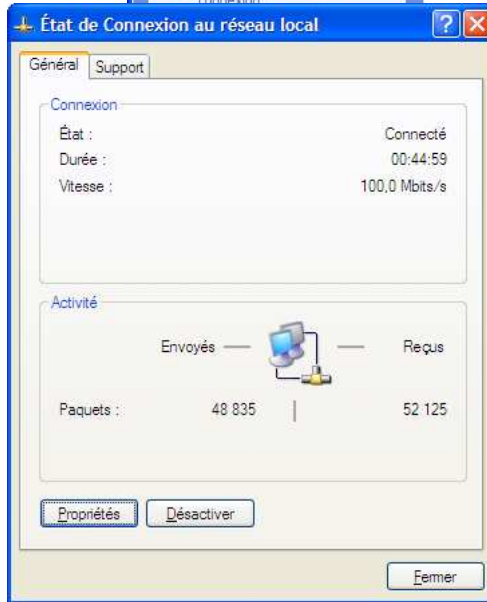 État de Connexion au réseau local
Général Support
Connexion
État : Connecté
Durée : 00:44:59
Vitesse : 100,0 Mbits/s
Activité
Envoyés Reçus
Paquets : 48 835 52 125
Propriétés Désactiver
Fermer